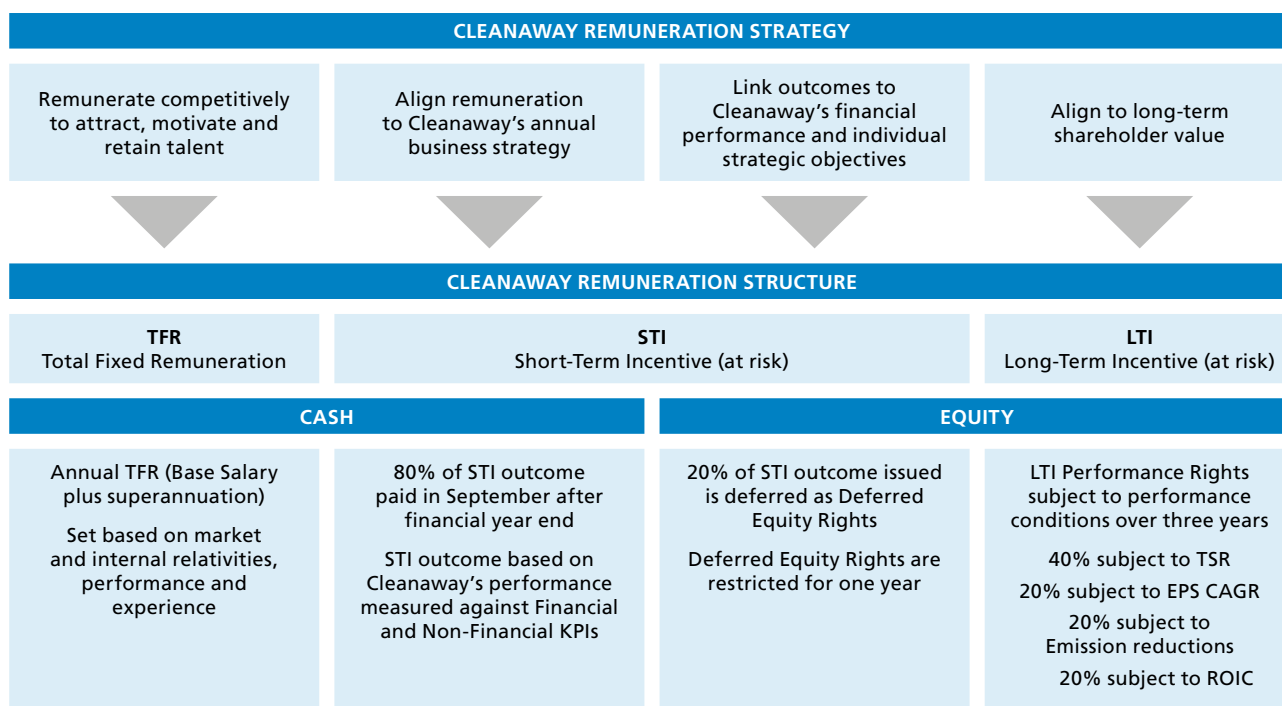 CLEANAWAY REMUNERATION STRATEGY
Remunerate competitively
to attract, motivate and
retain talent
Align remuneration
to Cleanaway's annual
business strategy
Link outcomes to
Cleanaway's financial
performance and individual
strategic objectives
Align to long-term
shareholder value
CLEANAWAY REMUNERATION STRUCTURE
TFR
Total Fixed Remuneration
STI
Short-Term Incentive (at risk)
LTI
Long-Term Incentive (at risk)
CASH
EQUITY
Annual TFR (Base Salary
plus superannuation)
Set based on market
and internal relativities,
performance and
experience
80% of STI outcome
paid in September after
financial year end
STI outcome based on
Cleanaway's performance
measured against Financial
and Non-Financial KPIs
20% of STI outcome issued
is deferred as Deferred
Equity Rights
Deferred Equity Rights are
restricted for one year
LTI Performance Rights
subject to performance
conditions over three years
40% subject to TSR
20% subject to EPS CAGR
20% subject to
Emission reductions
20% subject to ROIC